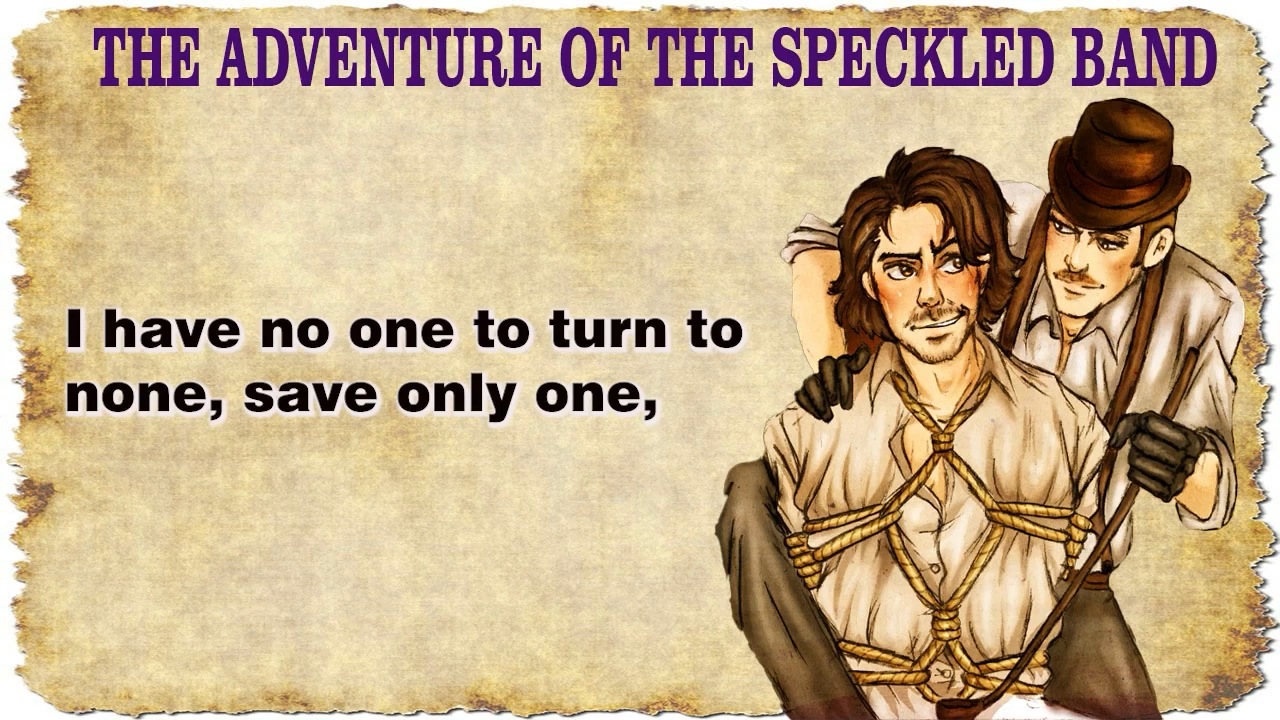 THE ADVENTURE OF THE SPECKLED BAND
I have no one to turn to
none, save only one,